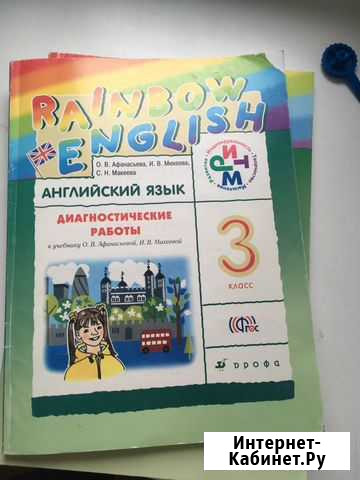 RAINBOW
ENGLISH
О. В. Афанасьева, И. В. Михеева,
С. Н. Макеева
АНГЛИЙСКИЙ ЯЗЫК
РИТМ
ДИАГНОСТИЧЕСКИЕ
РАБОТЫ
к учебнику О. В. Афанасьевой, И. В. Михеевой
3
КЛАСС
ФГОС
ДРОФА
Интернет-
Кабинет.Ру